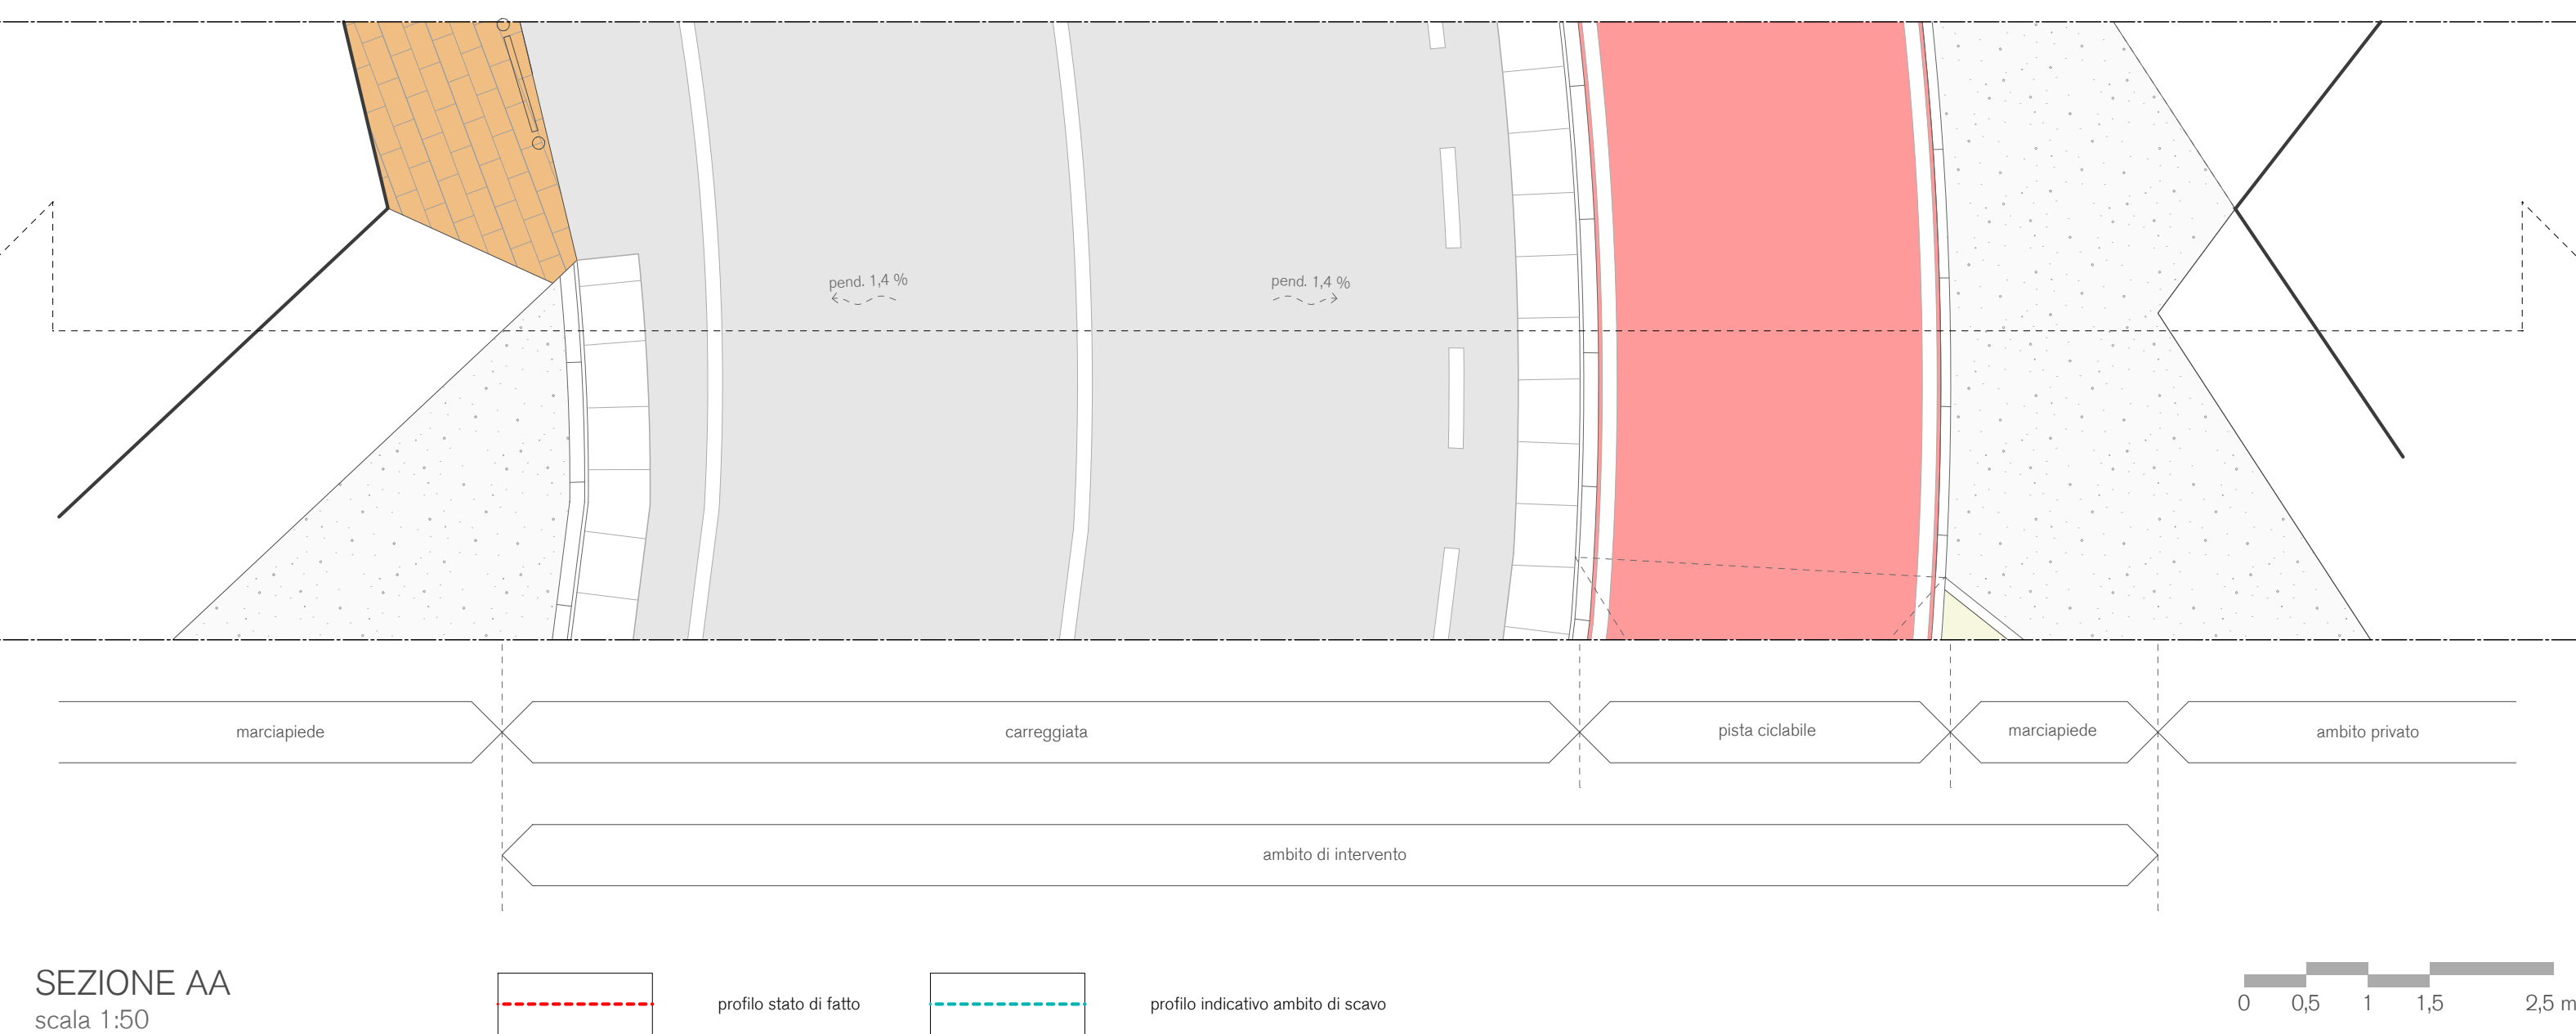 pend. 1,4 %
pend. 1,4 %
marciapiede
carreggiata
pista ciclabile
marciapiede
ambito privato
ambito di intervento
SEZIONE AA
scala 1:50
profilo stato di fatto
profilo indicativo ambito di scavo
0 0,5 1 1,5 2,5 m